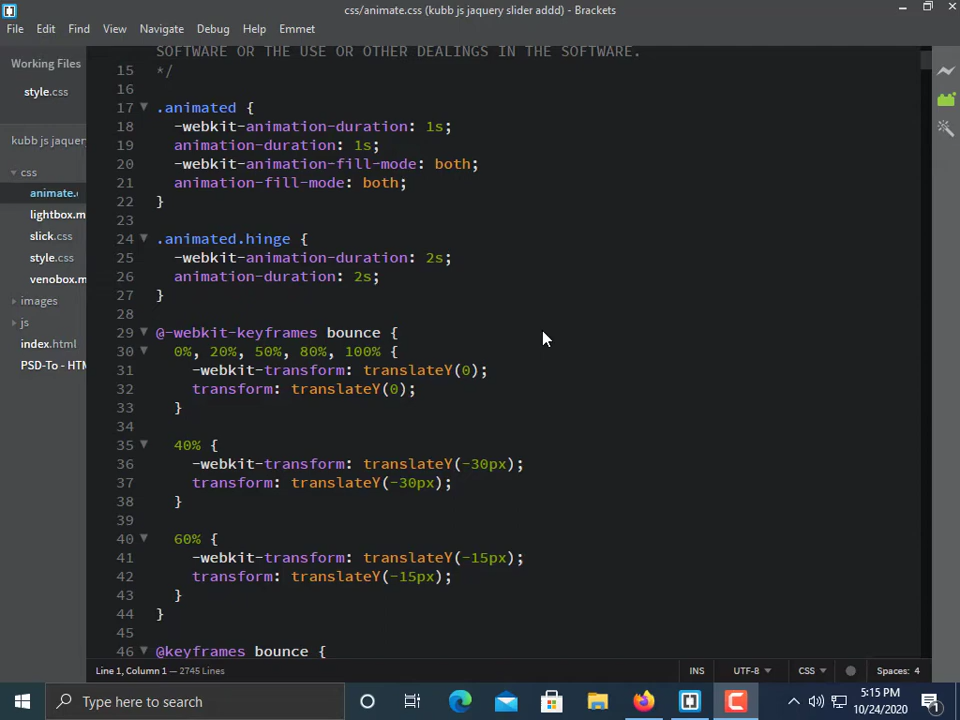 css/animate.css (kubb js jaquery slider addd) - Brackets
File Edit Find View Navigate Debug Help Emmet
Working Files
style.css
kubb js jaquery
css
animate.c
lightbox.m
slick.css
style.css
venobox.m
images
js
index.html
PSD-To - HTM
SOFTWARE OR THE USE OR OTHER DEALINGS IN THE SOFTWARE.
15 */
16
17 .animated {
18 -webkit-animation-duration: 1s;
19 animation-duration: 1s;
20 -webkit-animation-fill-mode: both;
21 animation-fill-mode: both;
22 }
23
24 .animated.hinge {
25 -webkit-animation-duration: 2s;
26 animation-duration: 2s;
27 }
28
29 @-webkit-keyframes bounce {
30 0%, 20%, 50%, 80%, 100% {
31 -webkit-transform: translateY(0);
32 transform: translateY(0);
33 }
34
35 40% {
36 -webkit-transform: translateY(-30px);
37 transform: translateY(-30px);
38 }
39
40 60% {
41 -webkit-transform: translateY(-15px);
42 transform: translateY(-15px);
43 }
44 }
45
46 @keyframes bounce {
Line 1, Column 1 — 2745 Lines
INS UTF-8 CSS Spaces: 4
Type here to search
5:15 PM
10/24/2020
1